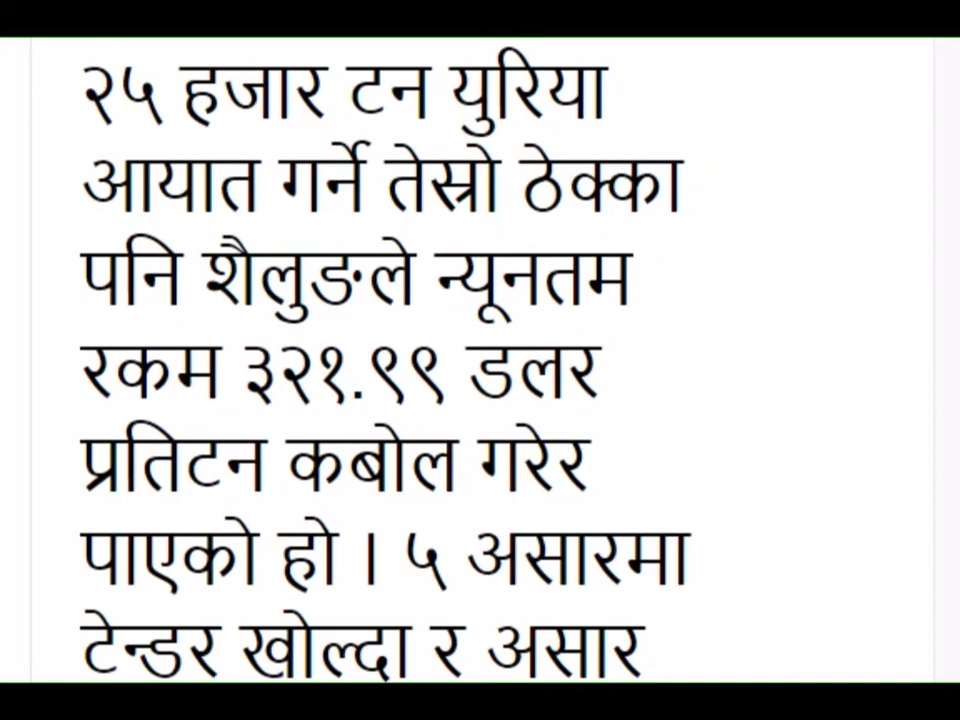 २५ हजार टन युरिया
आयात गर्ने तेस्रो ठेक्का
पनि शैलुङले न्यूनतम
रकम ३२१.९९ डलर
प्रतिटन कबोल गरेर
पाएको हो । ५ असारमा
टेन्डर खोल्दा र असार